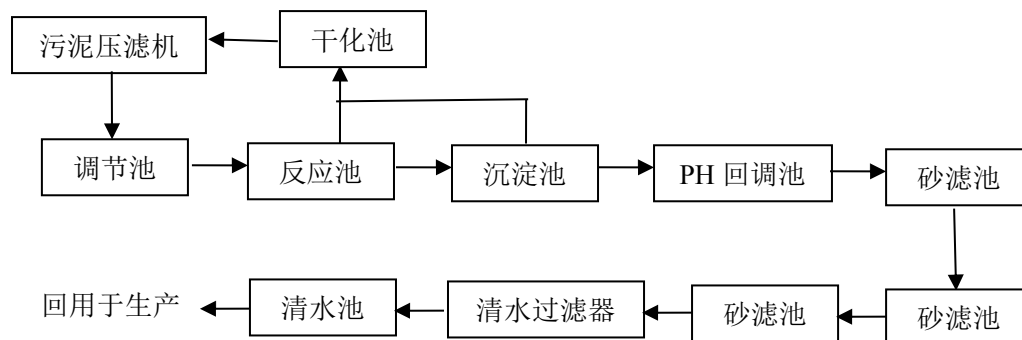 污泥压滤机
干化池
调节池
反应池
沉淀池
PH 回调池
砂滤池
回用于生产
清水池
清水过滤器
砂滤池
砂滤池